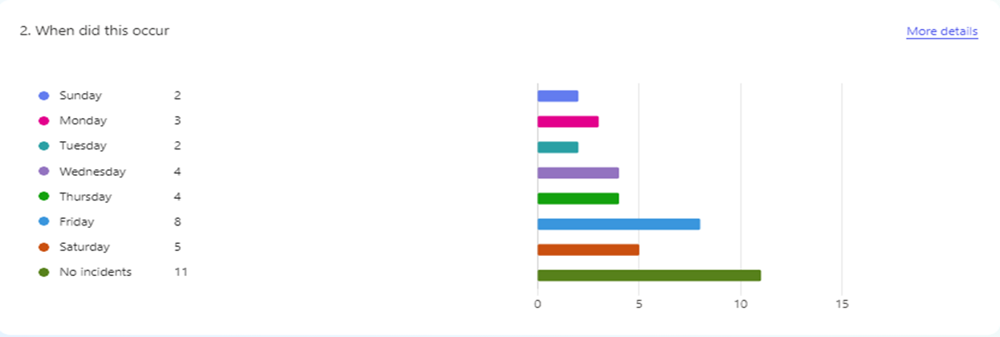 2. When did this occur
More details
Sunday 2
Monday 3
Tuesday 2
Wednesday 4
Thursday 4
Friday 8
Saturday 5
No incidents 11
0 5 10 15